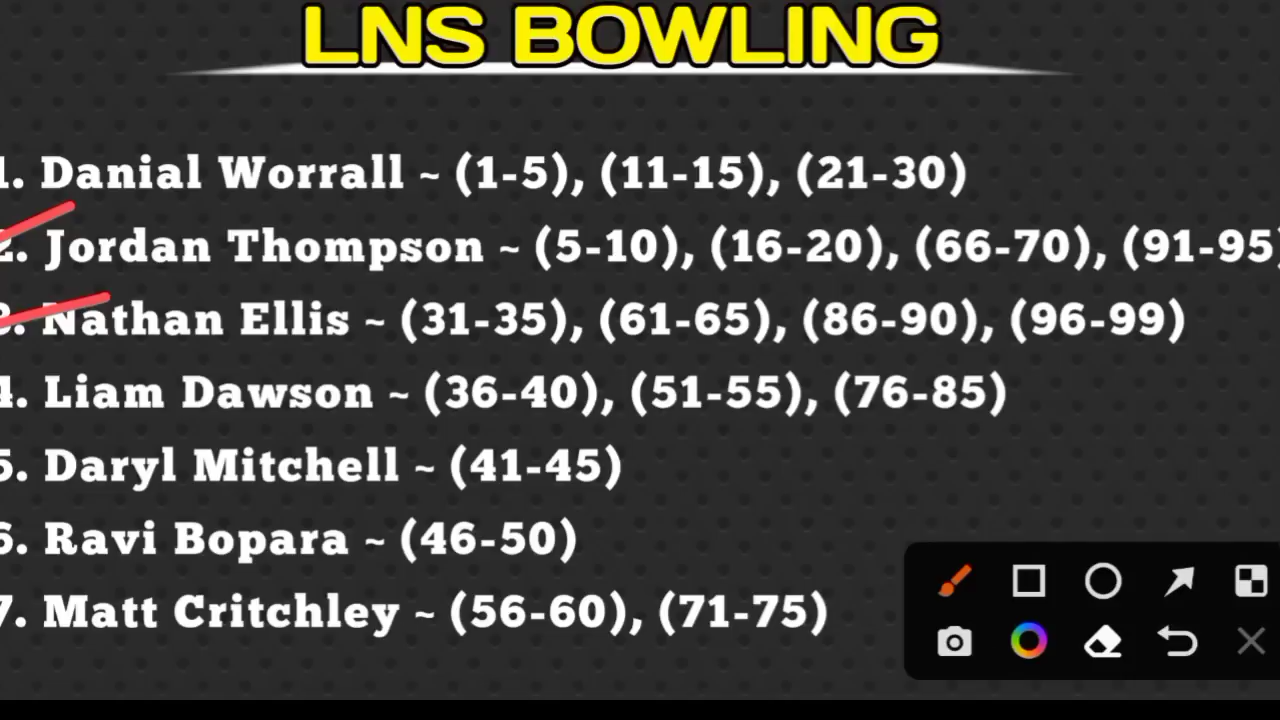 LNS BOWLING
1. Danial Worrall ~ (1-5), (11-15), (21-30)
2. Jordan Thompson ~ (5-10), (16-20), (66-70), (91-95)
3. Nathan Ellis ~ (31-35), (61-65), (86-90), (96-99)
4. Liam Dawson ~ (36-40), (51-55), (76-85)
5. Daryl Mitchell ~ (41-45)
6. Ravi Bopara ~ (46-50)
7. Matt Critchley ~ (56-60), (71-75)